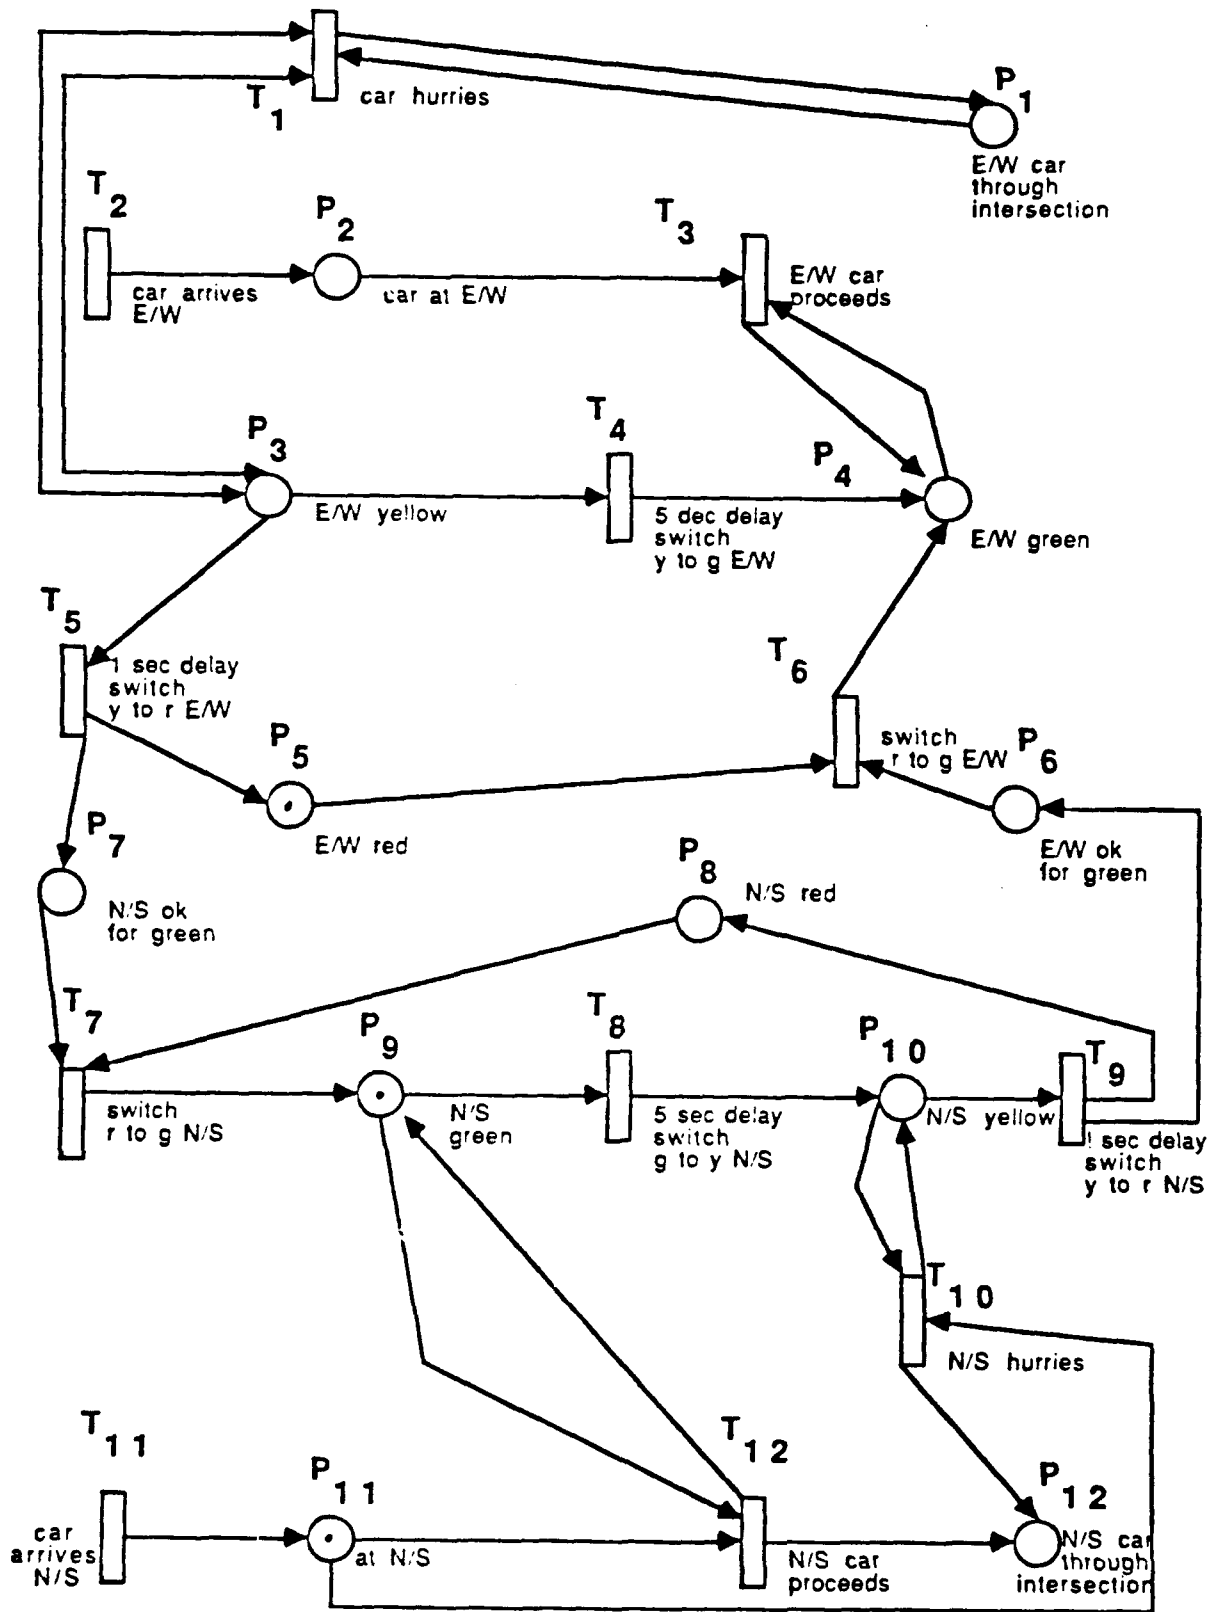 T1
car hurries
P1
E/W car
through
intersection
T2
P2
T3
car arrives
E/W
car at E/W
E/W car
proceeds
P3
T4
P4
E/W yellow
5 dec delay
switch
y to g E/W
E/W green
T5
1 sec delay
switch
y to r E/W
T6
P5
switch
r to g E/W
P6
E/W red
E/W ok
for green
P7
P8
N/S red
N/S ok
for green
T7
P9
T8
P10
T9
switch
r to g N/S
N/S
green
5 sec delay
switch
g to y N/S
N/S yellow
1 sec delay
switch
y to r N/S
T10
N/S hurries
T11
P11
T12
P12
car
arrives
N/S
at N/S
N/S car
proceeds
N/S car
through
intersection